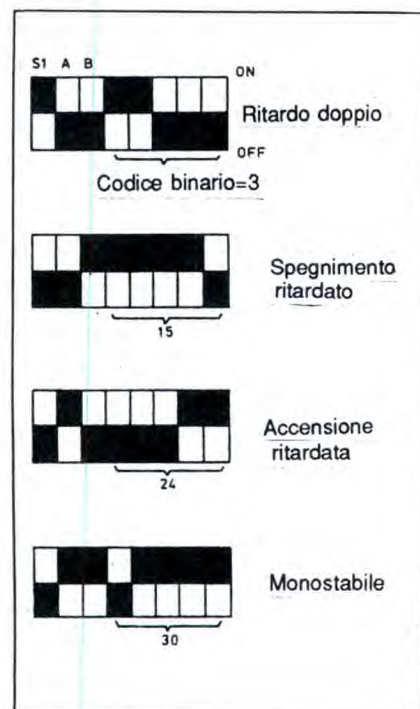 S1 A B
ON
Ritardo doppio
OFF
Codice binario=3
Spegnimento
ritardato
15
Accensione
ritardata
24
Monostabile
30